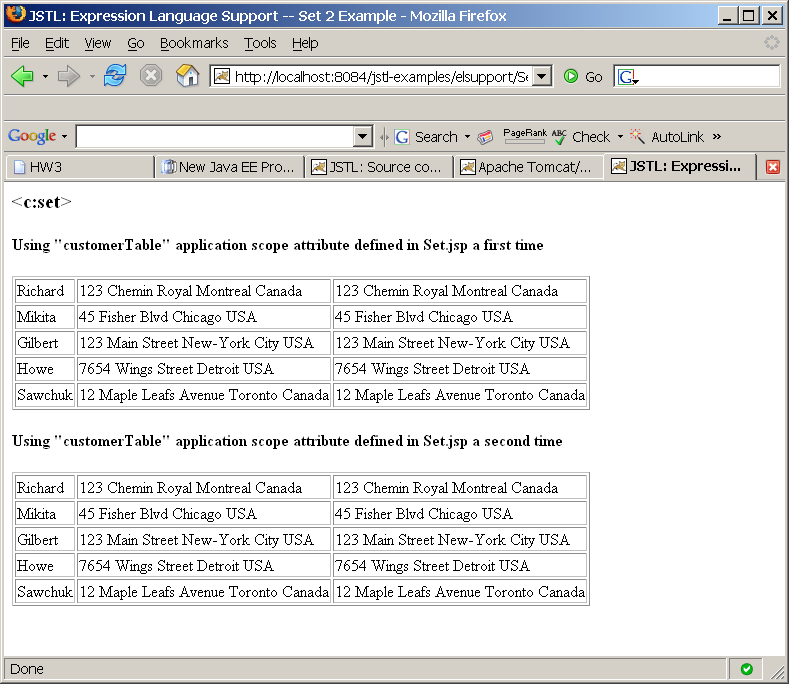 JSTL: Expression Language Support -- Set 2 Example - Mozilla Firefox
File Edit View Go Bookmarks Tools Help
http://localhost:8084/jstl-examples/elsupport/Se Go G
Google G Search PageRank ABC Check AutoLink »
HW3 New Java EE Pro... JSTL: Source co... Apache Tomcat/... JSTL: Expressi...
<c:set>
Using "customerTable" application scope attribute defined in Set.jsp a first time
Richard 123 Chemin Royal Montreal Canada 123 Chemin Royal Montreal Canada
Mikita 45 Fisher Blvd Chicago USA 45 Fisher Blvd Chicago USA
Gilbert 123 Main Street New-York City USA 123 Main Street New-York City USA
Howe 7654 Wings Street Detroit USA 7654 Wings Street Detroit USA
Sawchuk 12 Maple Leafs Avenue Toronto Canada 12 Maple Leafs Avenue Toronto Canada
Using "customerTable" application scope attribute defined in Set.jsp a second time
Richard 123 Chemin Royal Montreal Canada 123 Chemin Royal Montreal Canada
Mikita 45 Fisher Blvd Chicago USA 45 Fisher Blvd Chicago USA
Gilbert 123 Main Street New-York City USA 123 Main Street New-York City USA
Howe 7654 Wings Street Detroit USA 7654 Wings Street Detroit USA
Sawchuk 12 Maple Leafs Avenue Toronto Canada 12 Maple Leafs Avenue Toronto Canada
Done